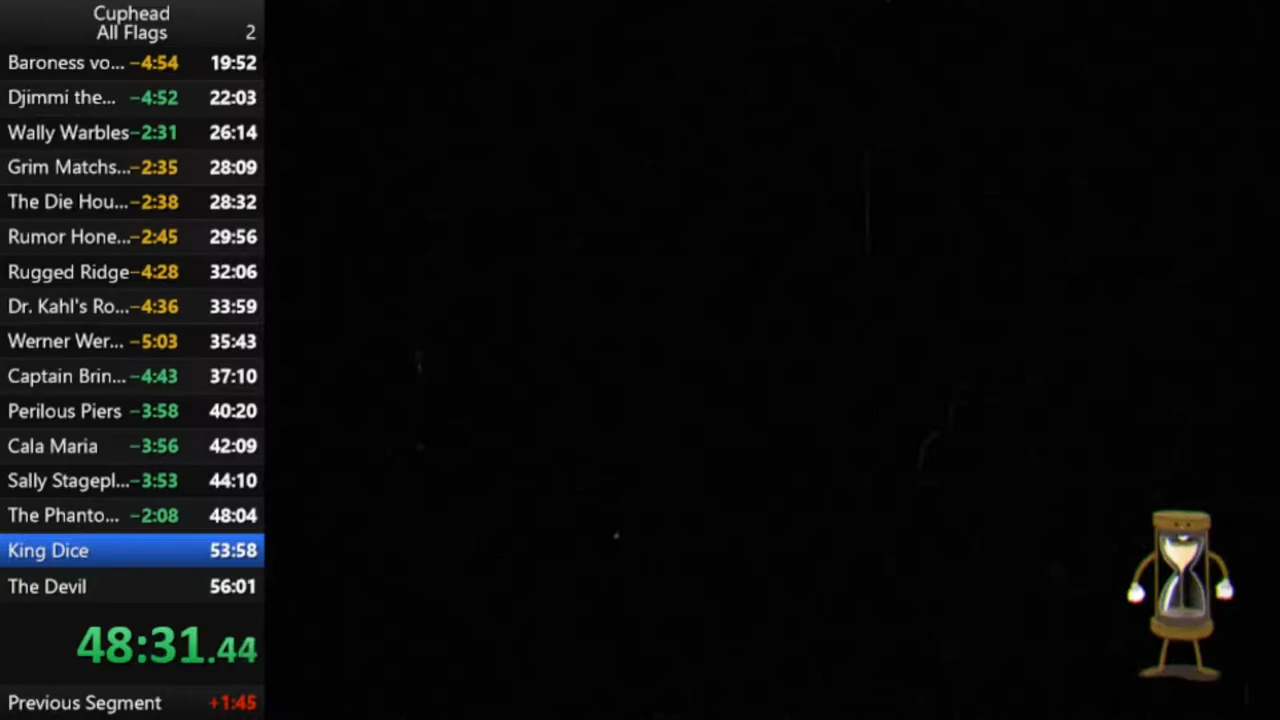 Cuphead
All Flags 2
Baroness vo... −4:54 19:52
Djimmi the... −4:52 22:03
Wally Warbles −2:31 26:14
Grim Matchs... −2:35 28:09
The Die Hou... −2:38 28:32
Rumor Hone... −2:45 29:56
Rugged Ridge −4:28 32:06
Dr. Kahl's Ro... −4:36 33:59
Werner Wer... −5:03 35:43
Captain Brin... −4:43 37:10
Perilous Piers −3:58 40:20
Cala Maria −3:56 42:09
Sally Stagepl... −3:53 44:10
The Phanto... −2:08 48:04
King Dice 53:58
The Devil 56:01
48:31.44
Previous Segment +1:45